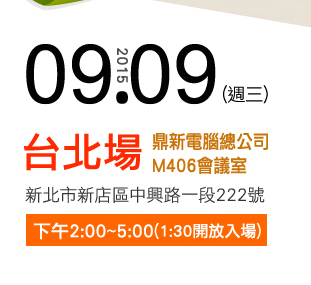 09.09
2015
(週三)
台北場
鼎新電腦總公司
M406會議室
新北市新店區中興路一段222號
下午2:00~5:00(1:30開放入場)